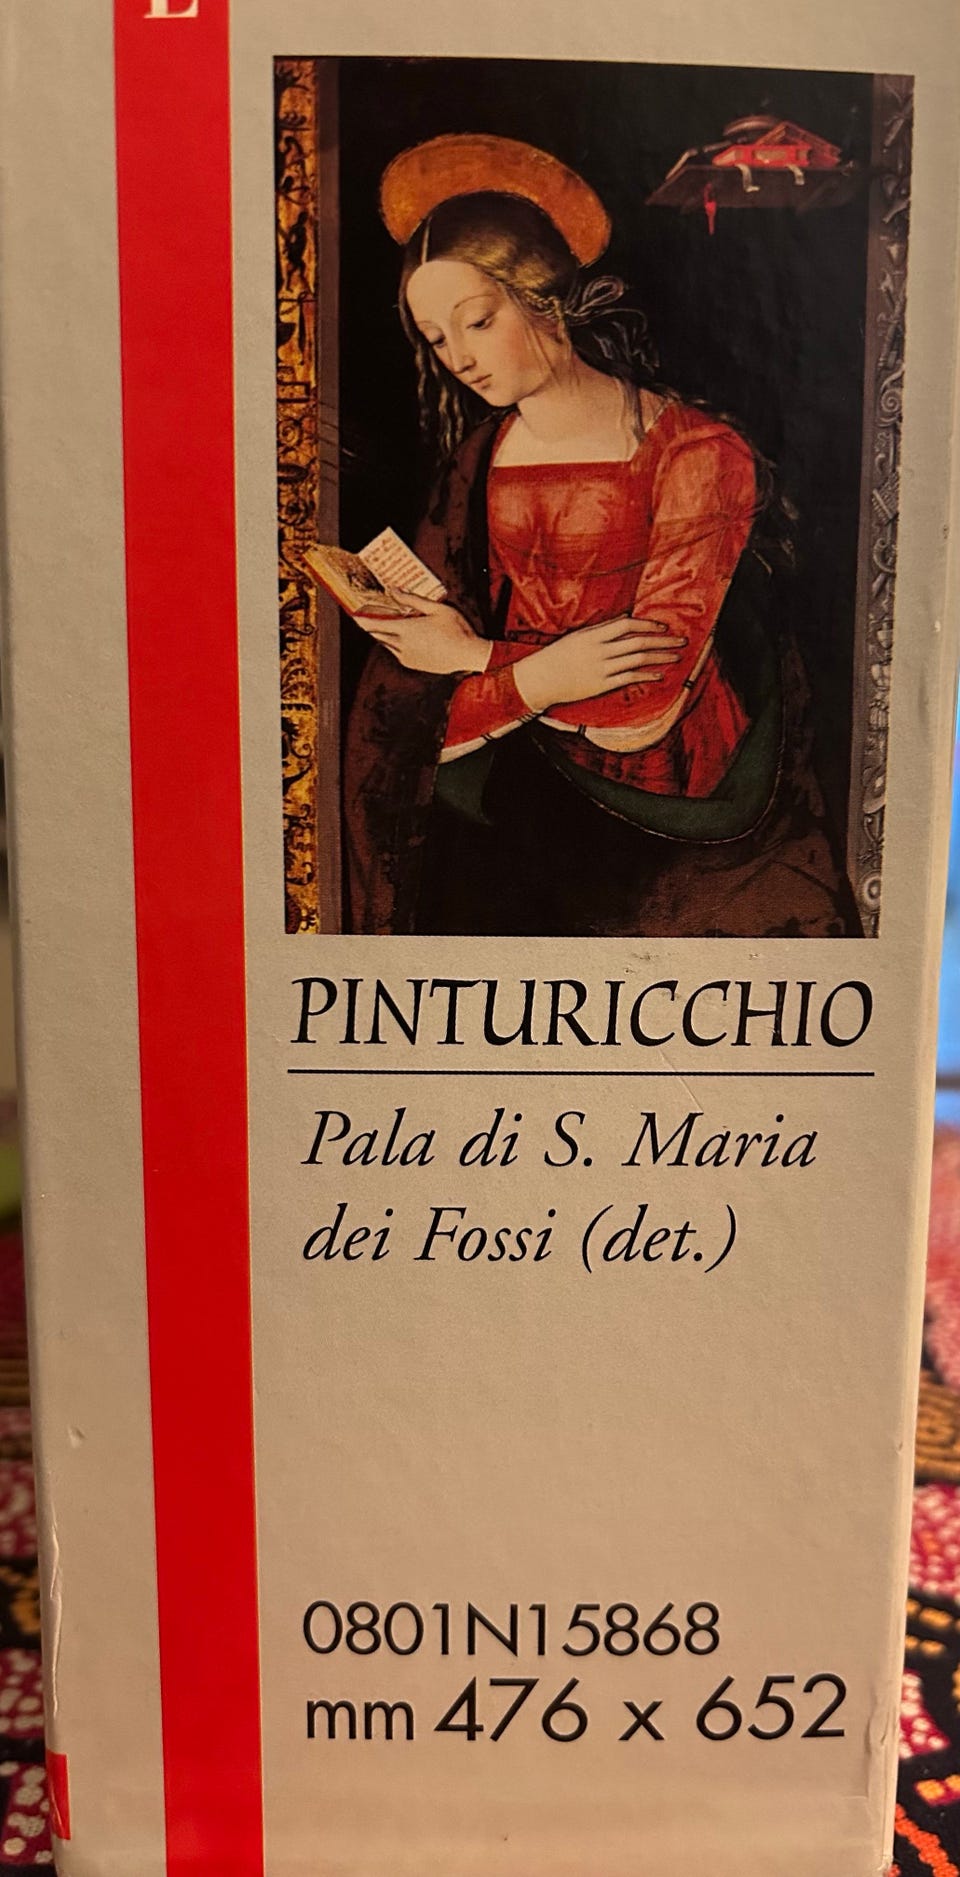 L
PINTURICCHIO
Pala di S. Maria
dei Fossi (det.)
0801N15868
mm 476 x 652